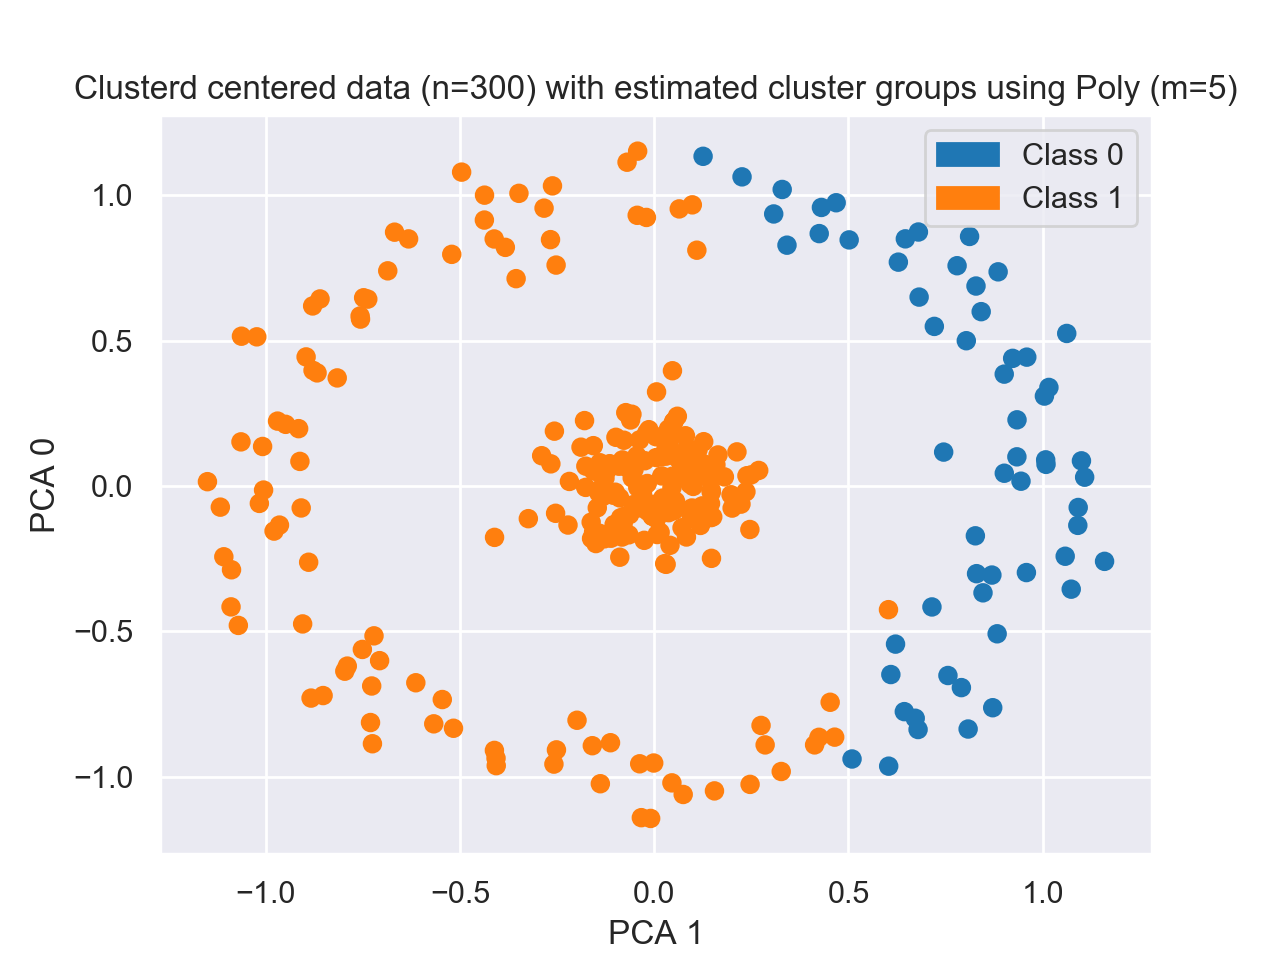 Clusterd centered data (n=300) with estimated cluster groups using Poly (m=5)
Class 0
Class 1
1.0
0.5
0.0
−0.5
−1.0
PCA 0
−1.0 −0.5 0.0 0.5 1.0
PCA 1